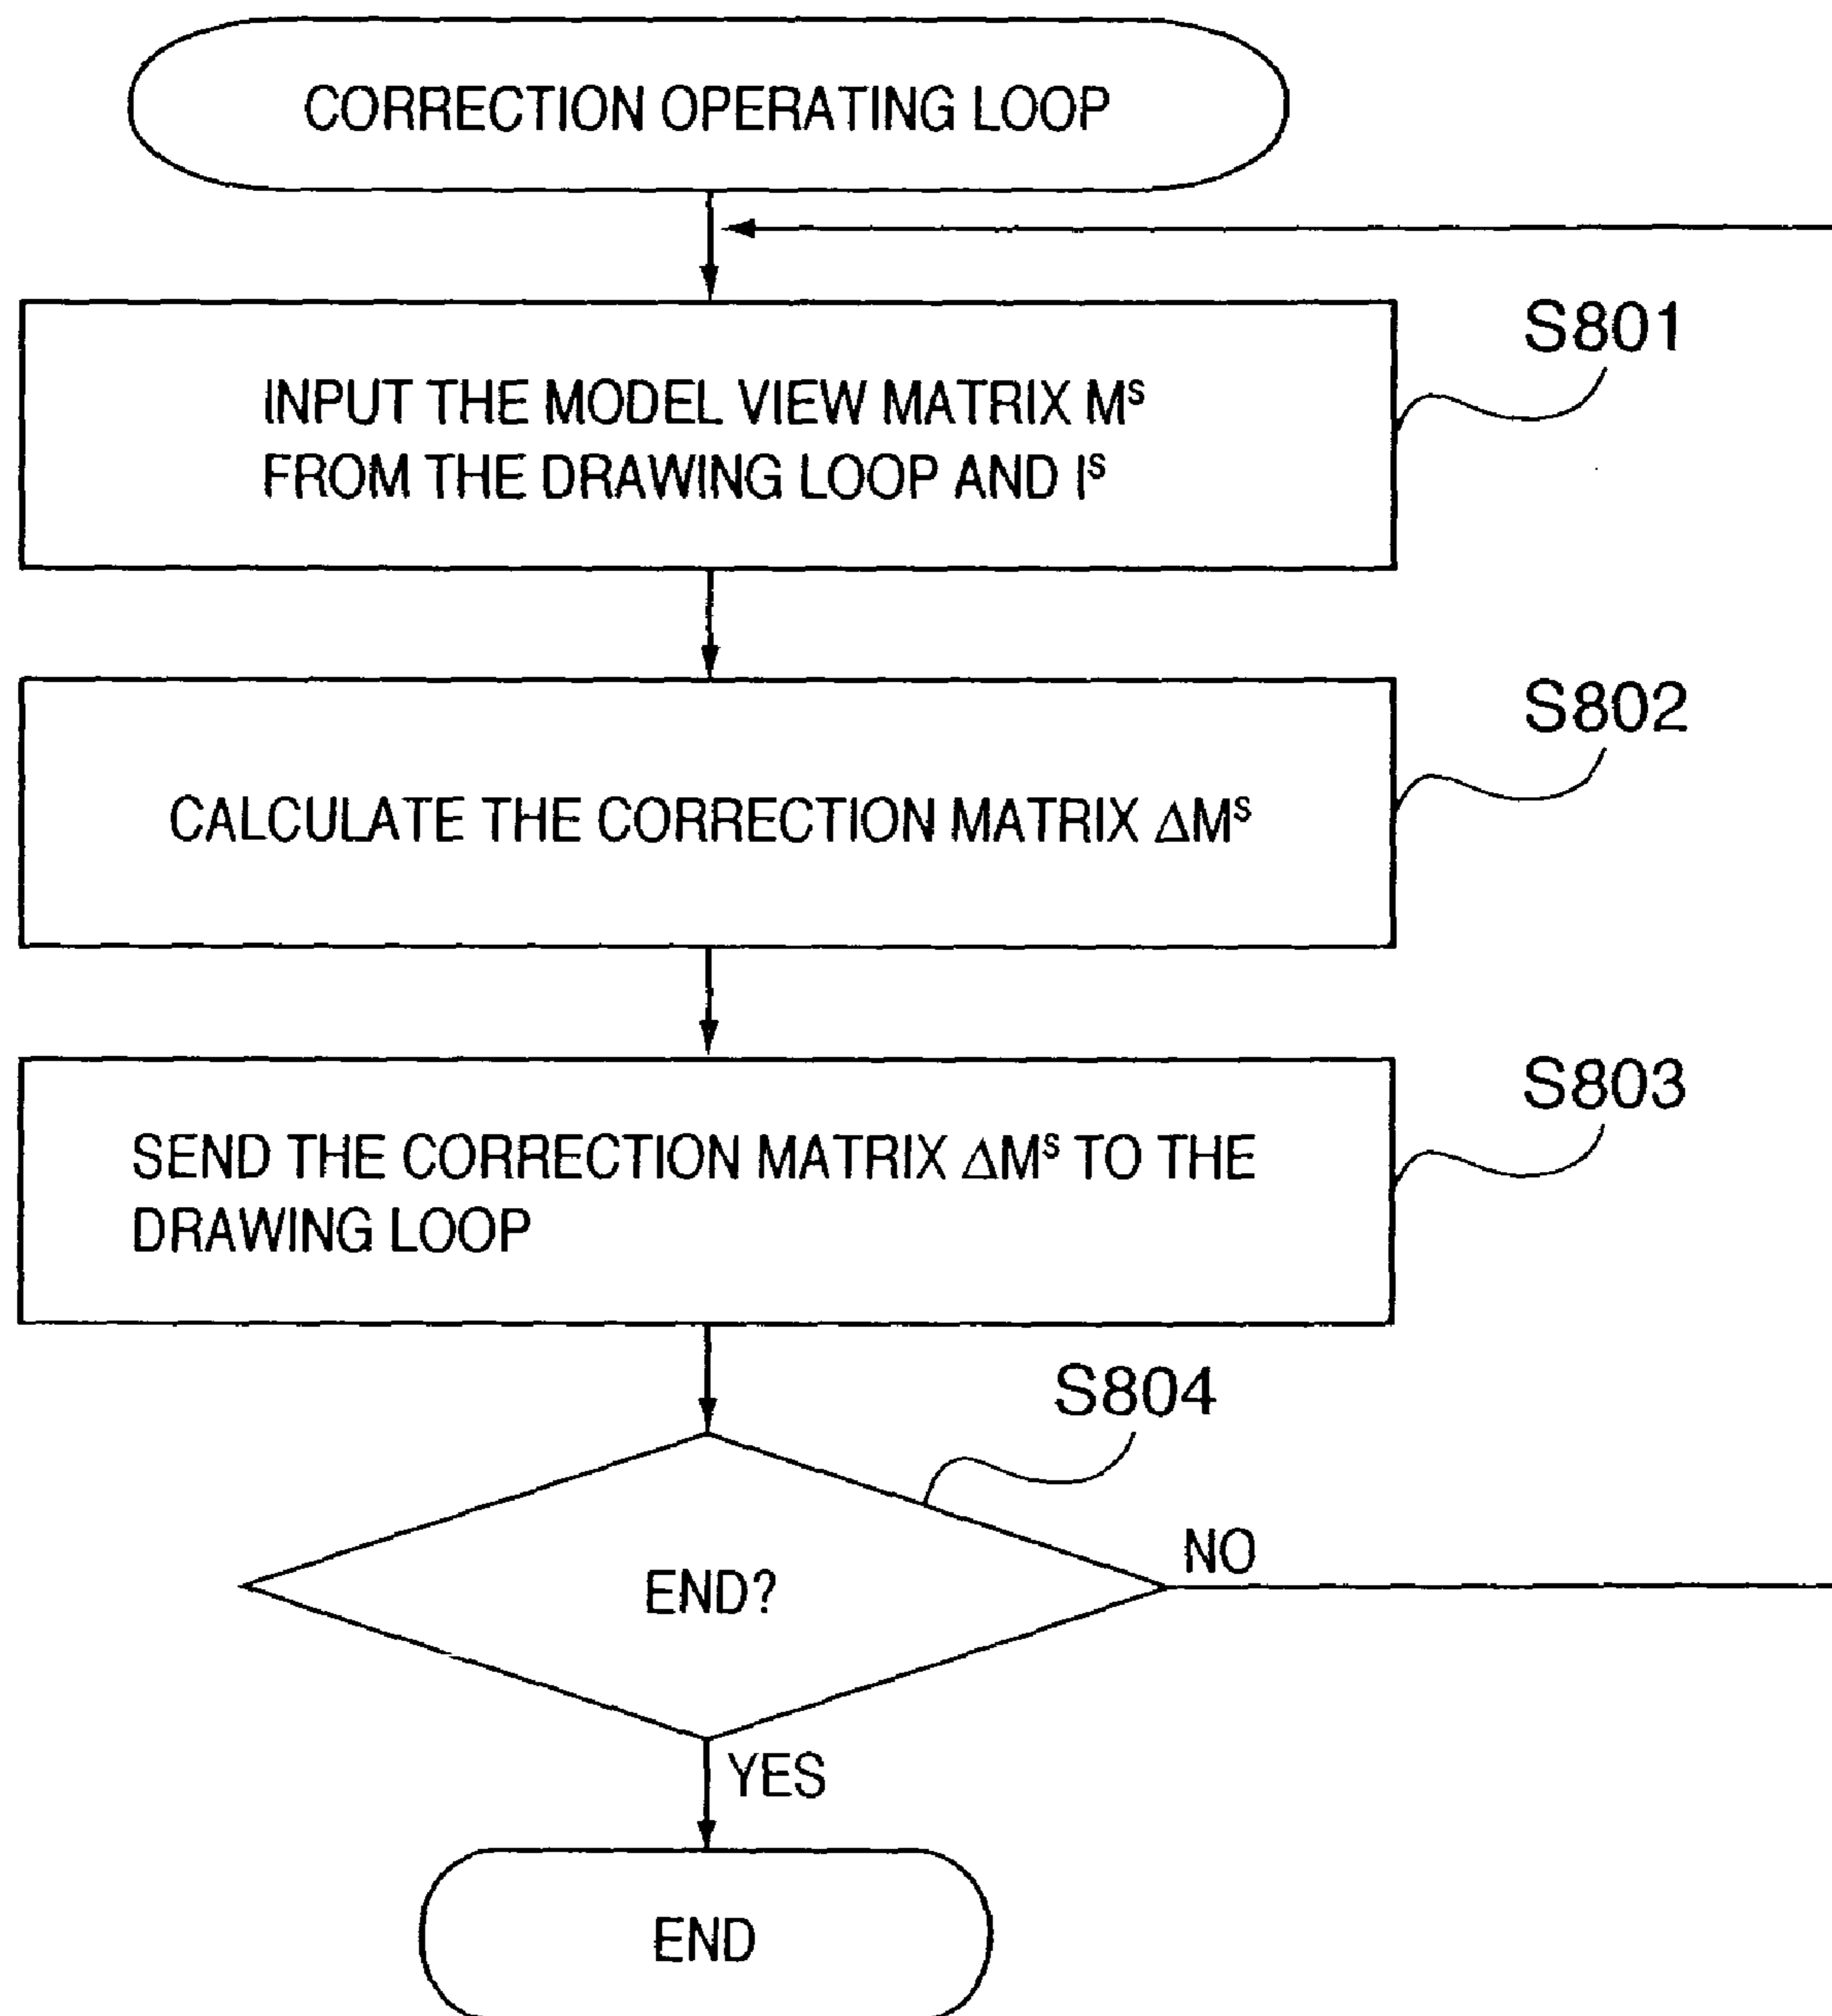 CORRECTION OPERATING LOOP
S801
INPUT THE MODEL VIEW MATRIX Mˢ
FROM THE DRAWING LOOP AND Iˢ
S802
CALCULATE THE CORRECTION MATRIX ΔMˢ
S803
SEND THE CORRECTION MATRIX ΔMˢ TO THE
DRAWING LOOP
S804
END?
NO
YES
END